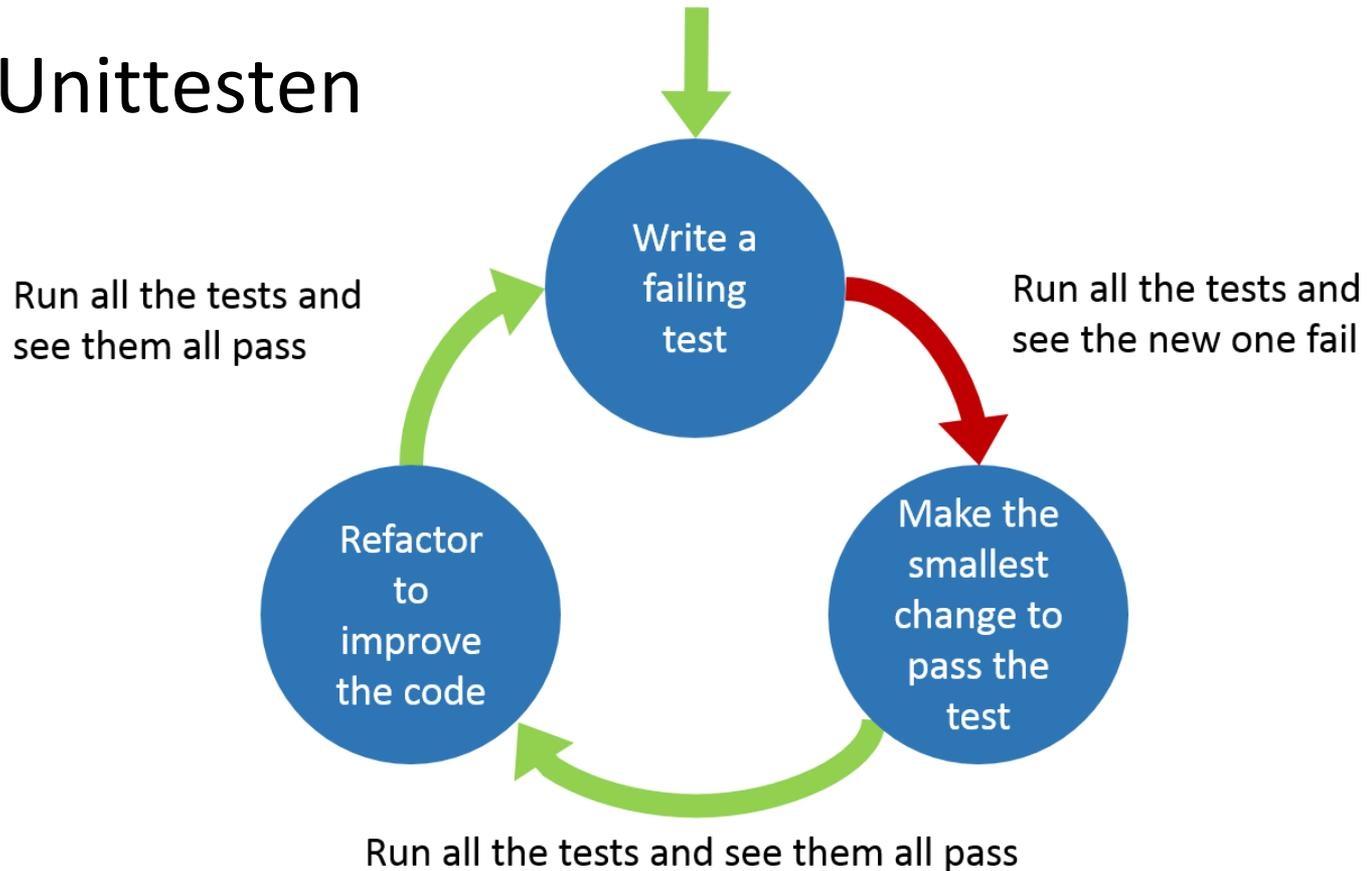 Unittesten
Write a
failing
test
Run all the tests and
see the new one fail
Make the
smallest
change to
pass the
test
Run all the tests and see them all pass
Refactor
to
improve
the code
Run all the tests and
see them all pass